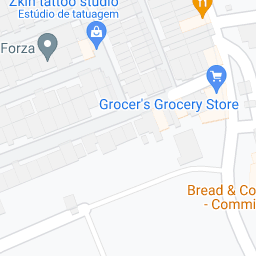 Zkin tattoo studio
Estúdio de tatuagem
Forza
Grocer's Grocery Store
Bread & Co
- Commi